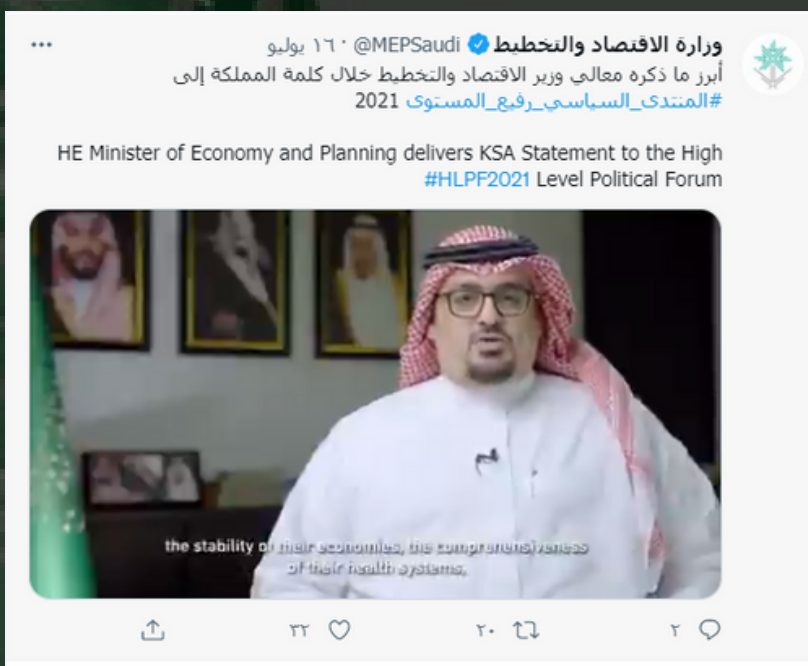 وزارة الاقتصاد والتخطيط @MEPSaudi · ١٦ يوليو
أبرز ما ذكره معالي وزير الاقتصاد والتخطيط خلال كلمة المملكة إلى
#المنتدى_السياسي_رفيع_المستوى 2021
HE Minister of Economy and Planning delivers KSA Statement to the High
#HLPF2021 Level Political Forum
the stability of their economies, the comprehensiveness
of their health systems,
٢ ٢٠ ٣٢